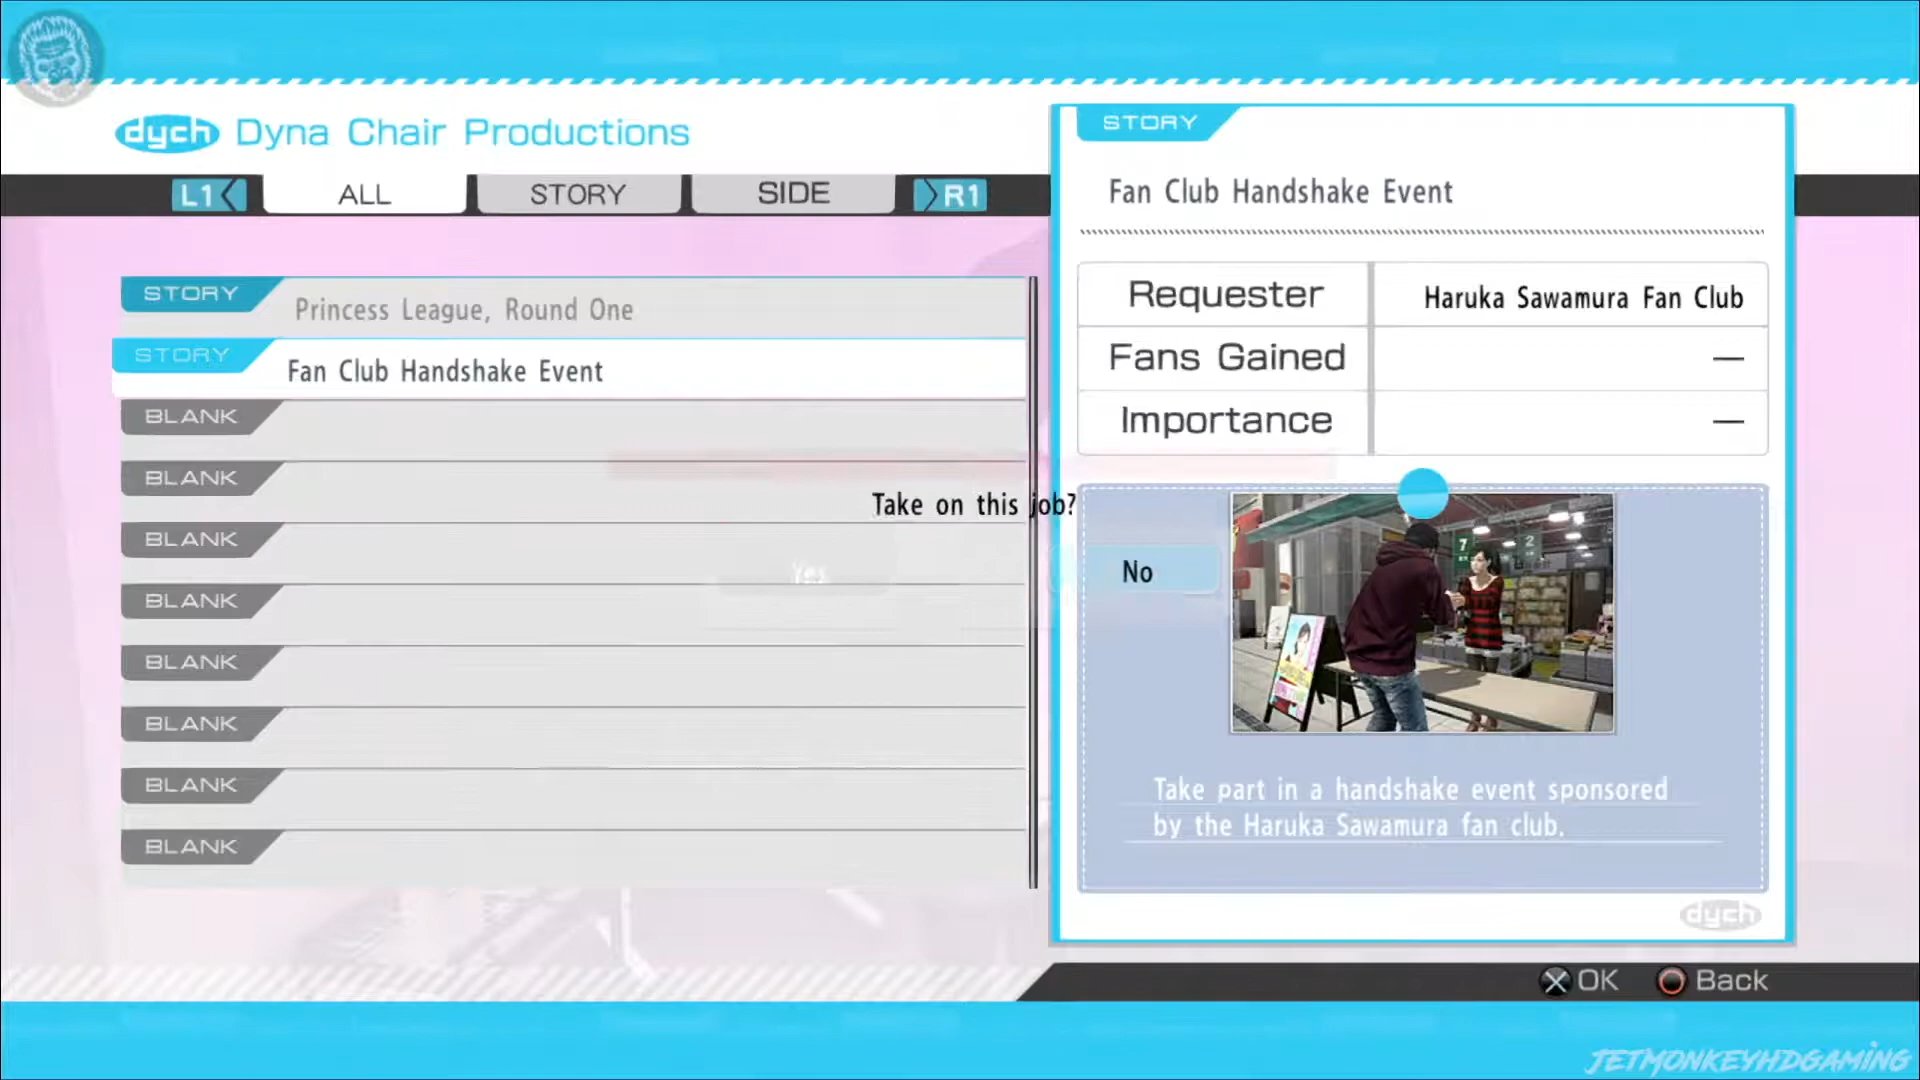 dych Dyna Chair Productions
L1 ALL STORY SIDE R1
STORY Princess League, Round One
STORY Fan Club Handshake Event
BLANK
BLANK
BLANK
BLANK
BLANK
BLANK
BLANK
BLANK
STORY
Fan Club Handshake Event
Requester Haruka Sawamura Fan Club
Fans Gained —
Importance —
Take on this job?
Yes No
7 2
Take part in a handshake event sponsored
by the Haruka Sawamura fan club.
dych
OK Back
JETMONKEYHDGAMING